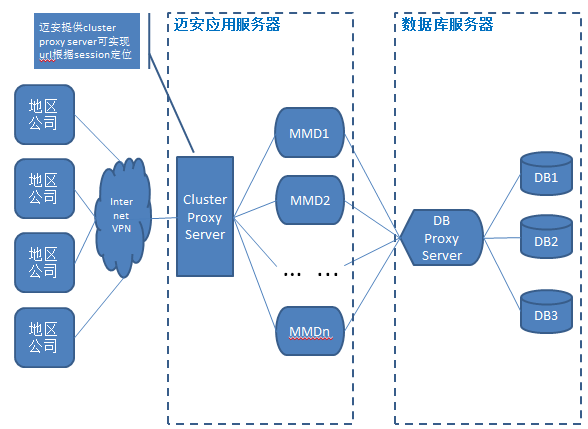 迈安提供cluster
proxy server可实现
url根据session定位
迈安应用服务器
数据库服务器
地区
公司
地区
公司
地区
公司
地区
公司
Inter
net
VPN
Cluster
Proxy
Server
MMD1
MMD2
... ...
MMDn
DB
Proxy
Server
DB1
DB2
DB3